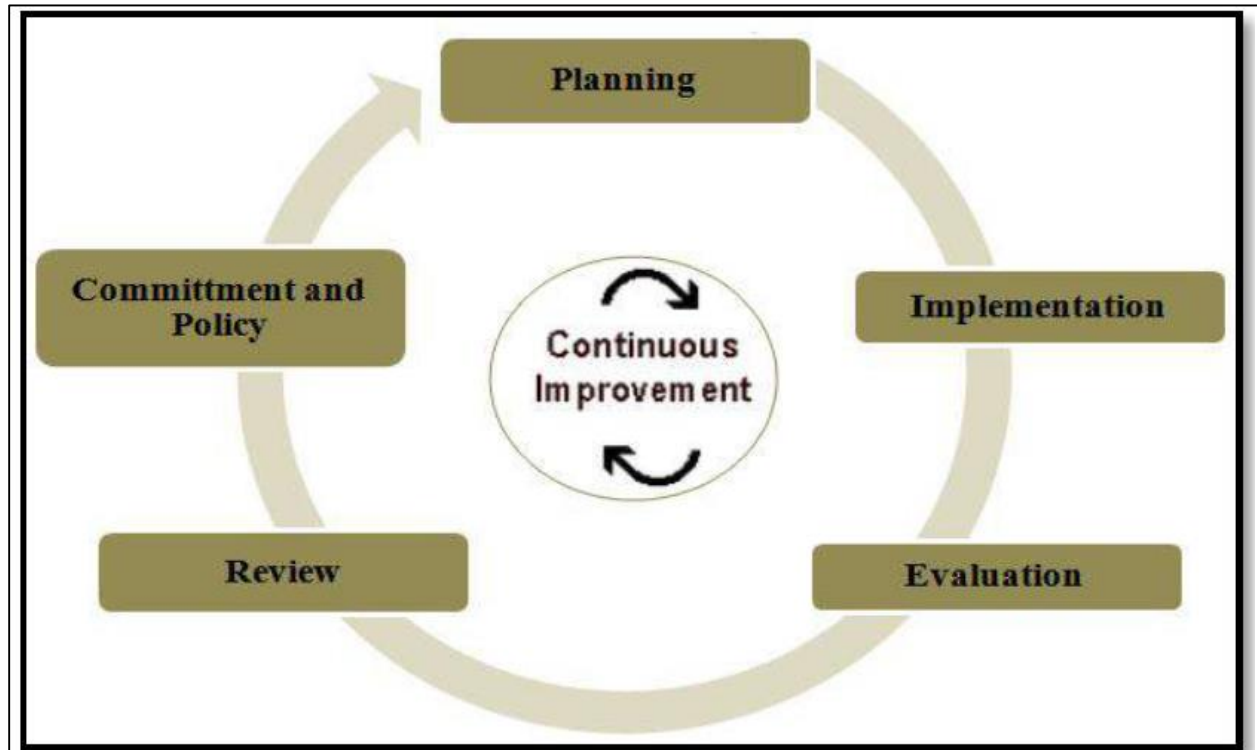 Planning
Implementation
Evaluation
Review
Committment and
Policy
Continuous
Improvement